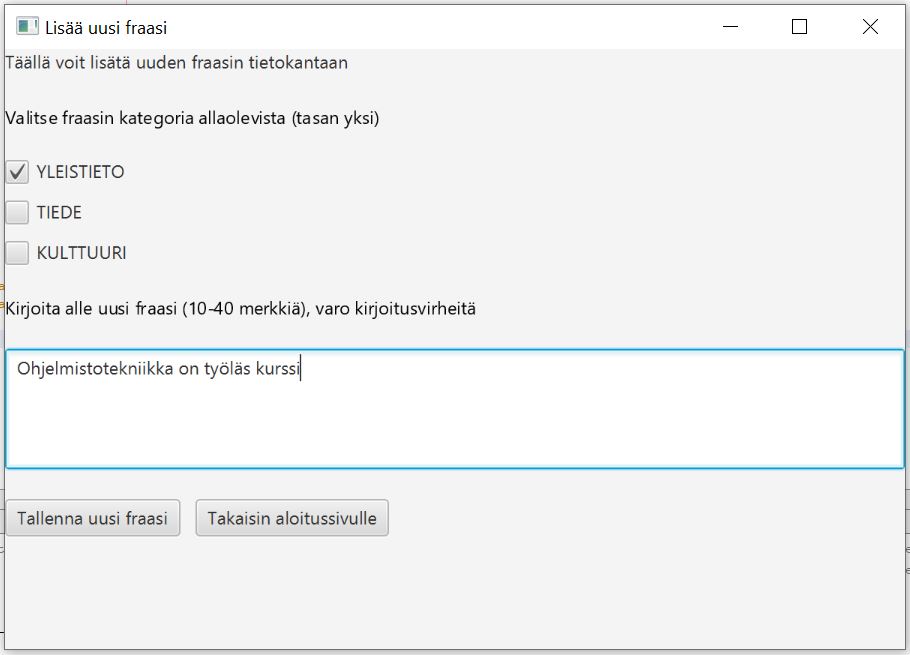 Lisää uusi fraasi
Täällä voit lisätä uuden fraasin tietokantaan
Valitse fraasin kategoria allaolevista (tasan yksi)
YLEISTIETO
TIEDE
KULTTUURI
Kirjoita alle uusi fraasi (10-40 merkkiä), varo kirjoitusvirheitä
Ohjelmistotekniikka on työläs kurssi
Tallenna uusi fraasi Takaisin aloitussivulle